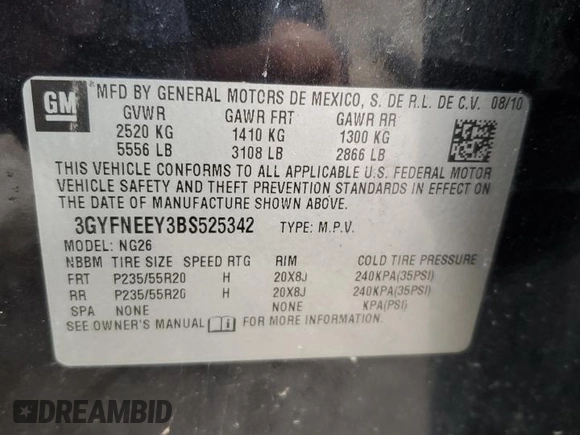 GM
*MFD BY GENERAL MOTORS DE MEXICO, S. DE R.L. DE C.V. 08/10
GVWR GAWR FRT GAWR RR
2520 KG 1410 KG 1300 KG
5556 LB 3108 LB 2866 LB
THIS VEHICLE CONFORMS TO ALL APPLICABLE U.S. FEDERAL MOTOR
VEHICLE SAFETY AND THEFT PREVENTION STANDARDS IN EFFECT ON
THE DATE OF MANUFACTURE SHOWN ABOVE.
3GYFNEEY3BS525342 TYPE: M.P.V.
MODEL: NG26
NBBM TIRE SIZE SPEED RTG RIM COLD TIRE PRESSURE
FRT P235/55R20 H 20X8J 240KPA(35PSI)
RR P235/55R20 H 20X8J 240KPA(35PSI)
SPA NONE NONE KPA(PSI)
SEE OWNER'S MANUAL FOR MORE INFORMATION.
DREAMBID